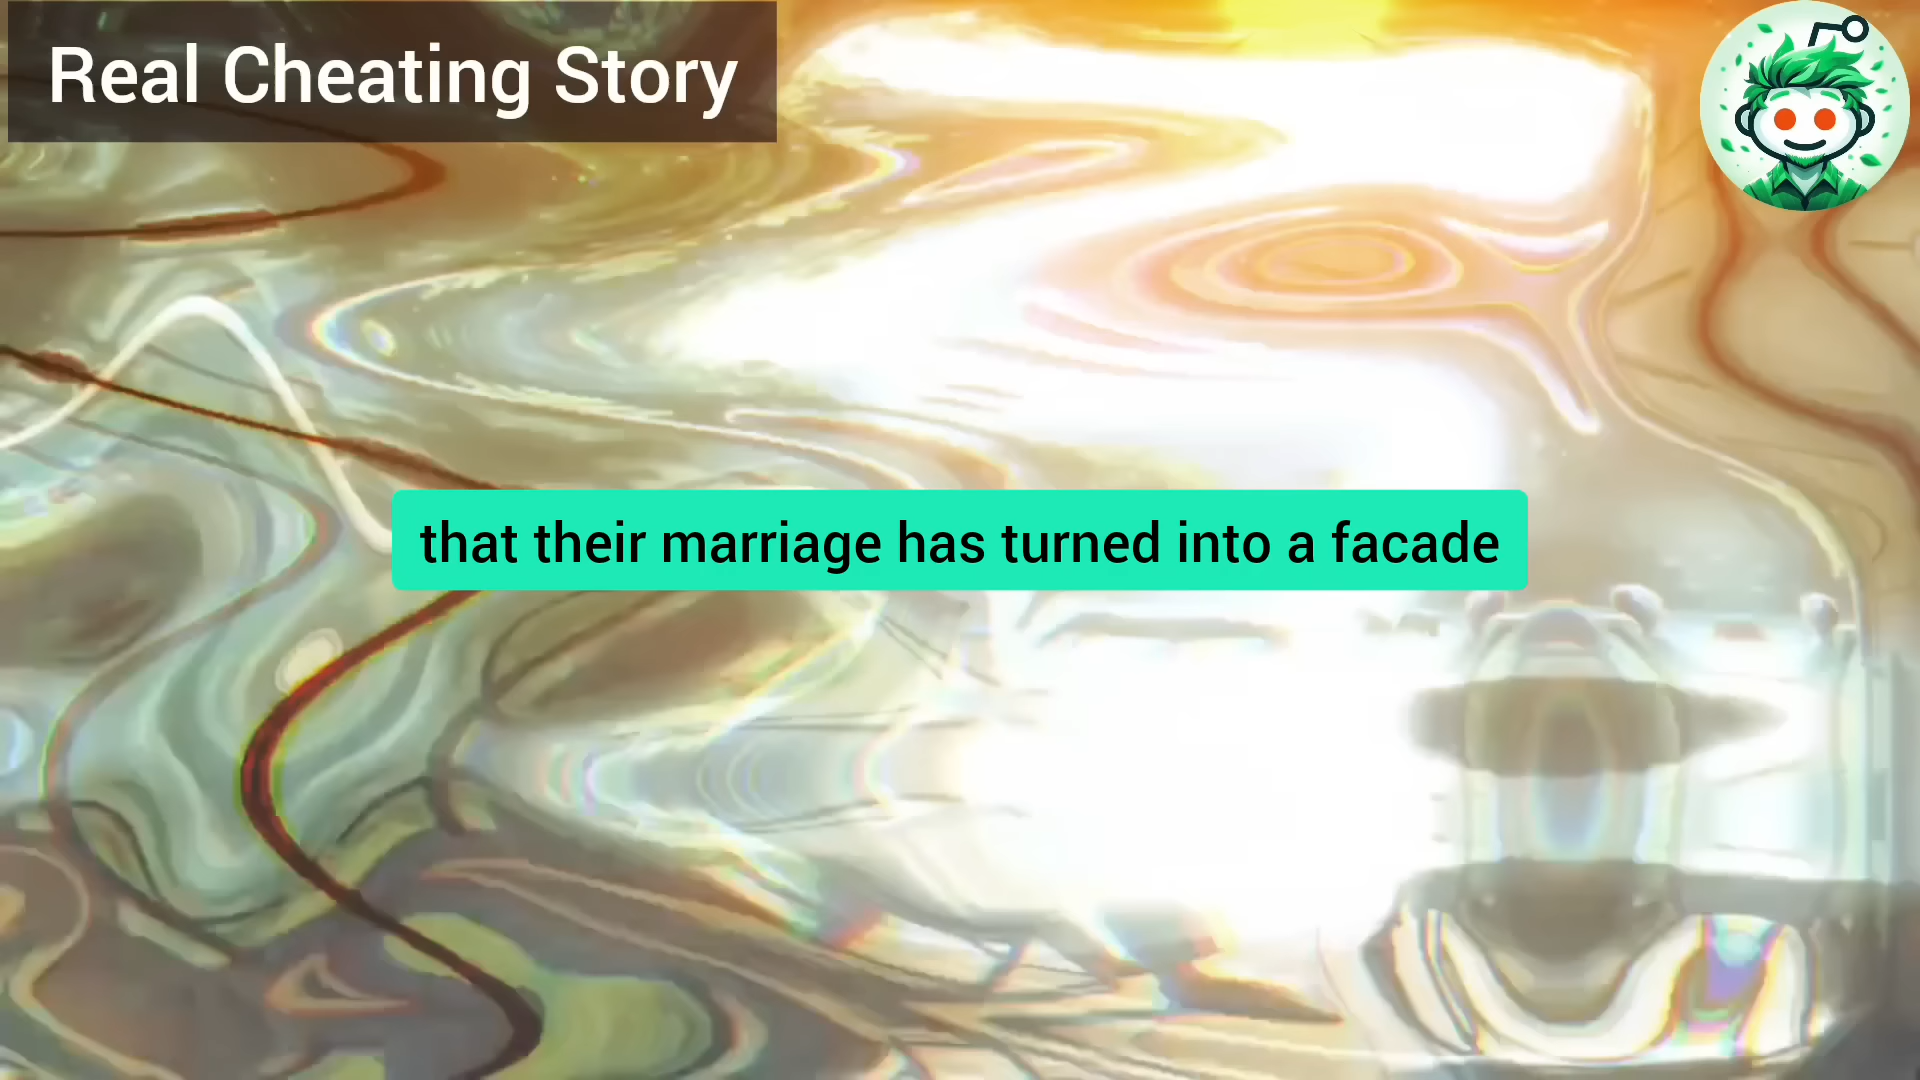 Real Cheating Story
that their marriage has turned into a facade